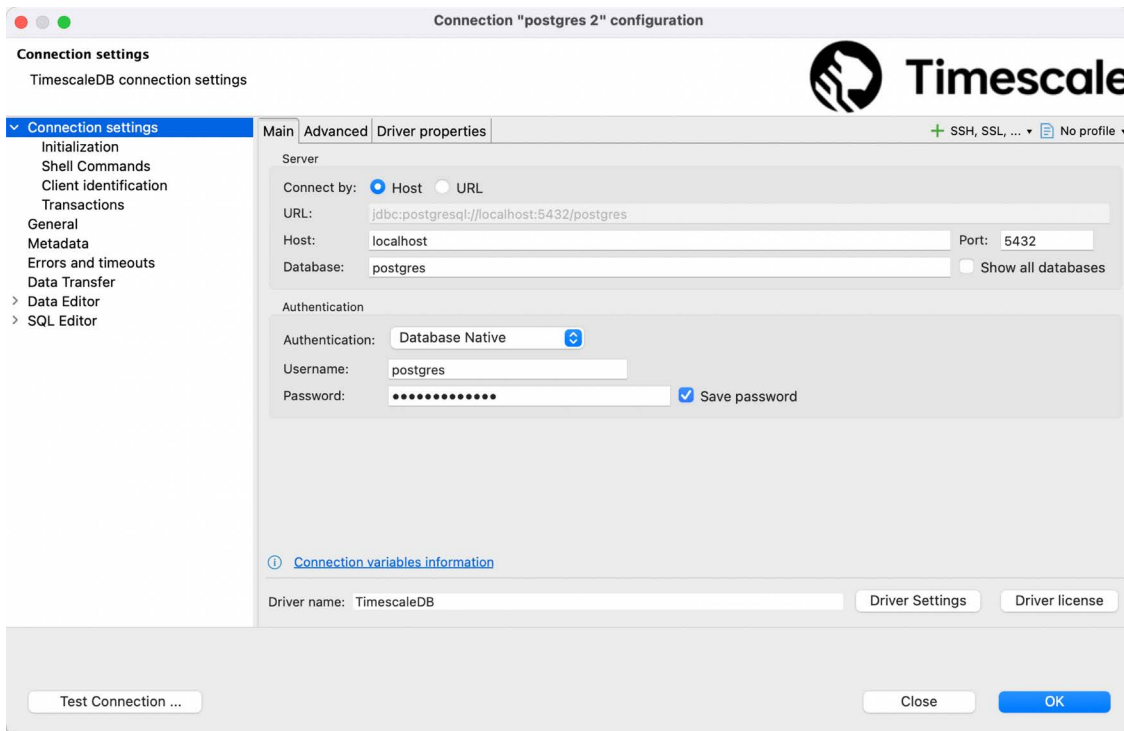 Connection "postgres 2" configuration
Connection settings
TimescaleDB connection settings
Timescale
Connection settings
Initialization
Shell Commands
Client identification
Transactions
General
Metadata
Errors and timeouts
Data Transfer
Data Editor
SQL Editor
Main Advanced Driver properties
SSH, SSL, ... No profile
Server
Connect by: Host URL
URL: jdbc:postgresql://localhost:5432/postgres
Host: localhost Port: 5432
Database: postgres Show all databases
Authentication
Authentication: Database Native
Username: postgres
Password: ••••••••••••• Save password
Connection variables information
Driver name: TimescaleDB Driver Settings Driver license
Test Connection ... Close OK